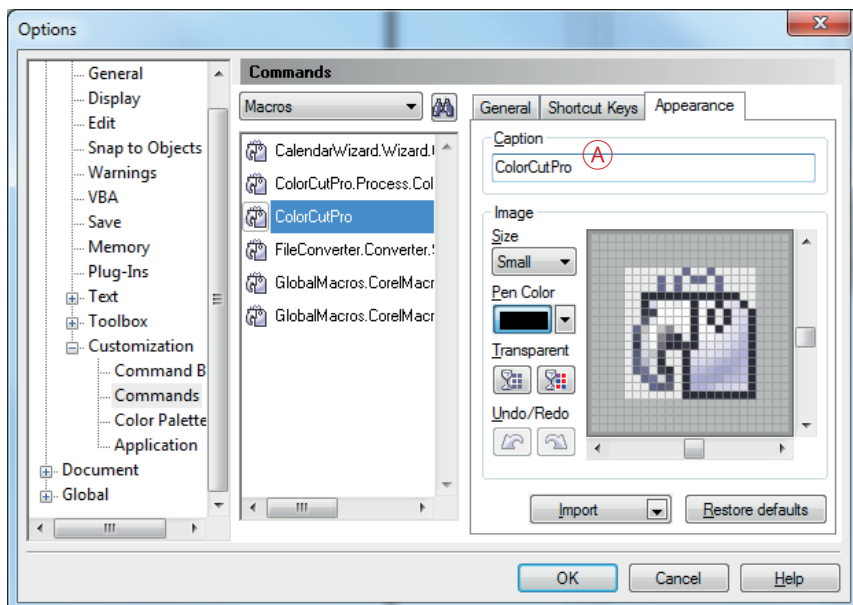 Options
General
Display
Edit
Snap to Objects
Warnings
VBA
Save
Memory
Plug-Ins
Text
Toolbox
Customization
Command B
Commands
Color Palette
Application
Document
Global
Commands
Macros
CalendarWizard.Wizard.
ColorCutPro.Process.Col
ColorCutPro
FileConverter.Converter.
GlobalMacros.CorelMacr
GlobalMacros.CorelMacr
General Shortcut Keys Appearance
Caption
A
ColorCutPro
Image
Size
Small
Pen Color
Transparent
Undo/Redo
Import Restore defaults
OK Cancel Help